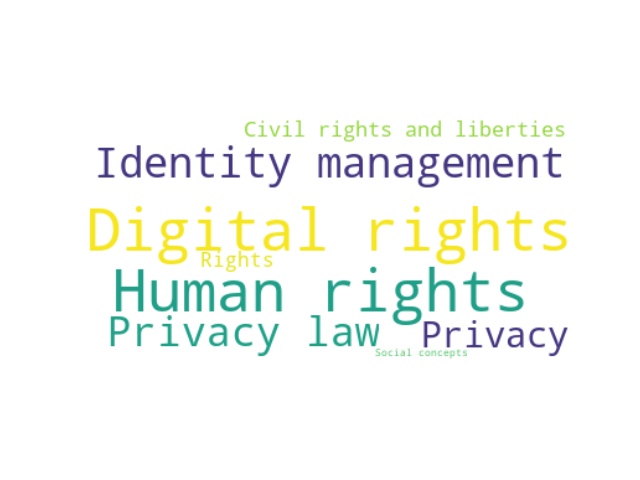 Civil rights and liberties
Identity management
Digital rights
Rights
Human rights
Privacy law
Privacy
Social concepts